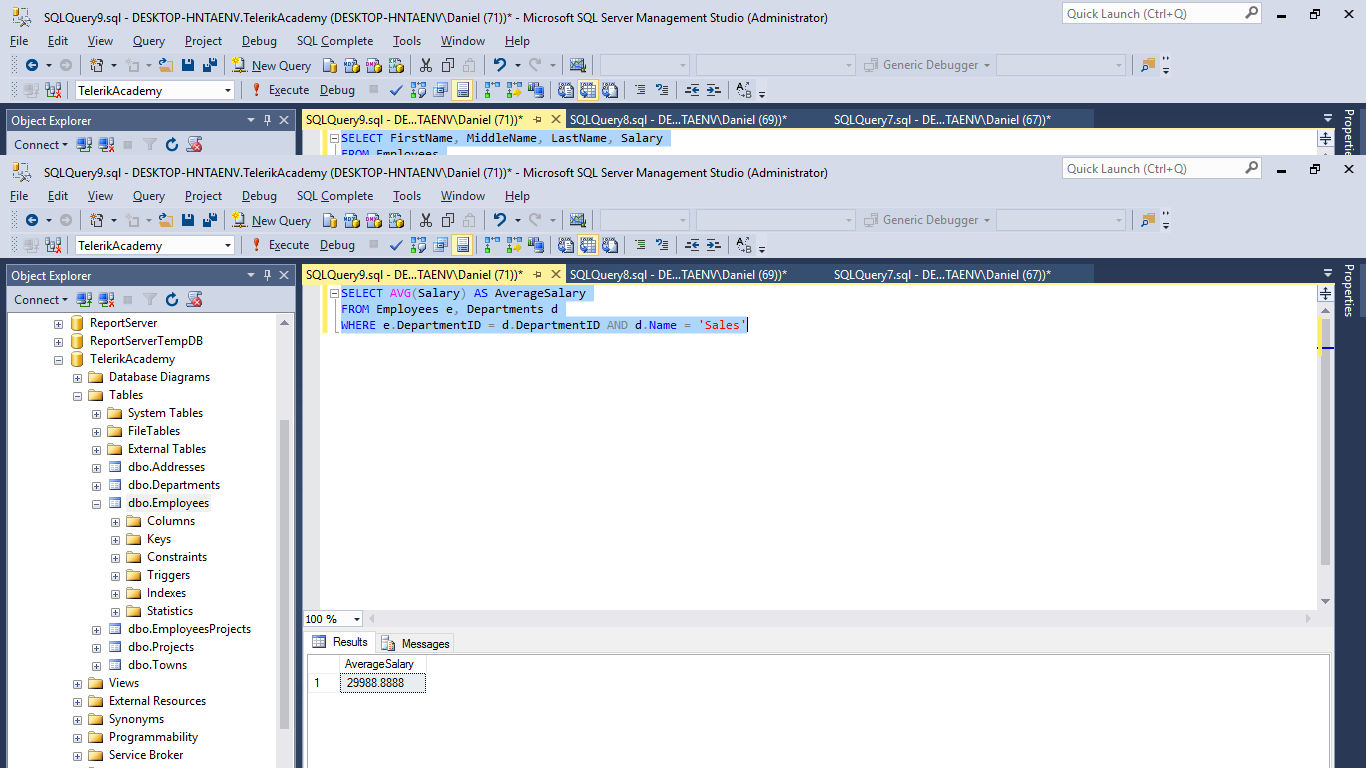 SQLQuery9.sql - DESKTOP-HNTAENV.TelerikAcademy (DESKTOP-HNTAENV\Daniel (71))* - Microsoft SQL Server Management Studio (Administrator)
Quick Launch (Ctrl+Q)
File Edit View Query Project Debug SQL Complete Tools Window Help
New Query
Generic Debugger
TelerikAcademy
Execute Debug
Object Explorer
SQLQuery9.sql - DE...TAENV\Daniel (71))* SQLQuery8.sql - DE...TAENV\Daniel (69))* SQLQuery7.sql - DE...TAENV\Daniel (67))*
Connect
SELECT FirstName, MiddleName, LastName, Salary
FROM Employees
SQLQuery9.sql - DESKTOP-HNTAENV.TelerikAcademy (DESKTOP-HNTAENV\Daniel (71))* - Microsoft SQL Server Management Studio (Administrator)
Quick Launch (Ctrl+Q)
File Edit View Query Project Debug SQL Complete Tools Window Help
New Query
Generic Debugger
TelerikAcademy
Execute Debug
Object Explorer
SQLQuery9.sql - DE...TAENV\Daniel (71))* SQLQuery8.sql - DE...TAENV\Daniel (69))* SQLQuery7.sql - DE...TAENV\Daniel (67))*
Properties
Connect
ReportServer
ReportServerTempDB
TelerikAcademy
Database Diagrams
Tables
System Tables
FileTables
External Tables
dbo.Addresses
dbo.Departments
dbo.Employees
Columns
Keys
Constraints
Triggers
Indexes
Statistics
dbo.EmployeesProjects
dbo.Projects
dbo.Towns
Views
External Resources
Synonyms
Programmability
Service Broker
SELECT AVG(Salary) AS AverageSalary
FROM Employees e, Departments d
WHERE e.DepartmentID = d.DepartmentID AND d.Name = 'Sales'
100 %
Results Messages
AverageSalary
1 29988.8888